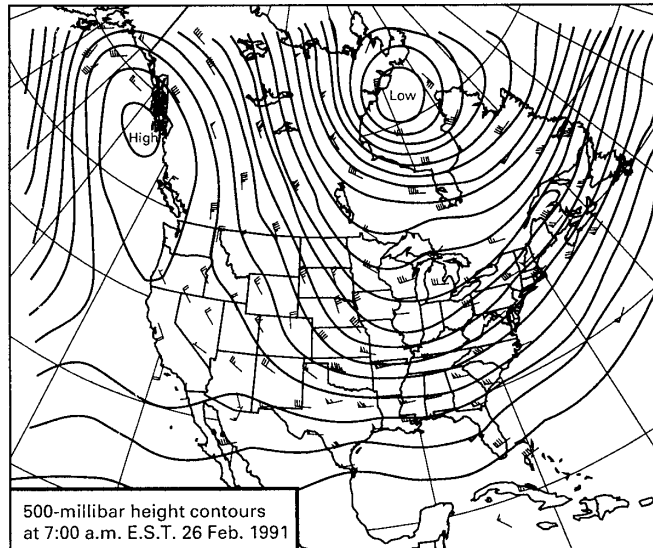 Low
High
500-millibar height contours
at 7:00 a.m. E.S.T. 26 Feb. 1991